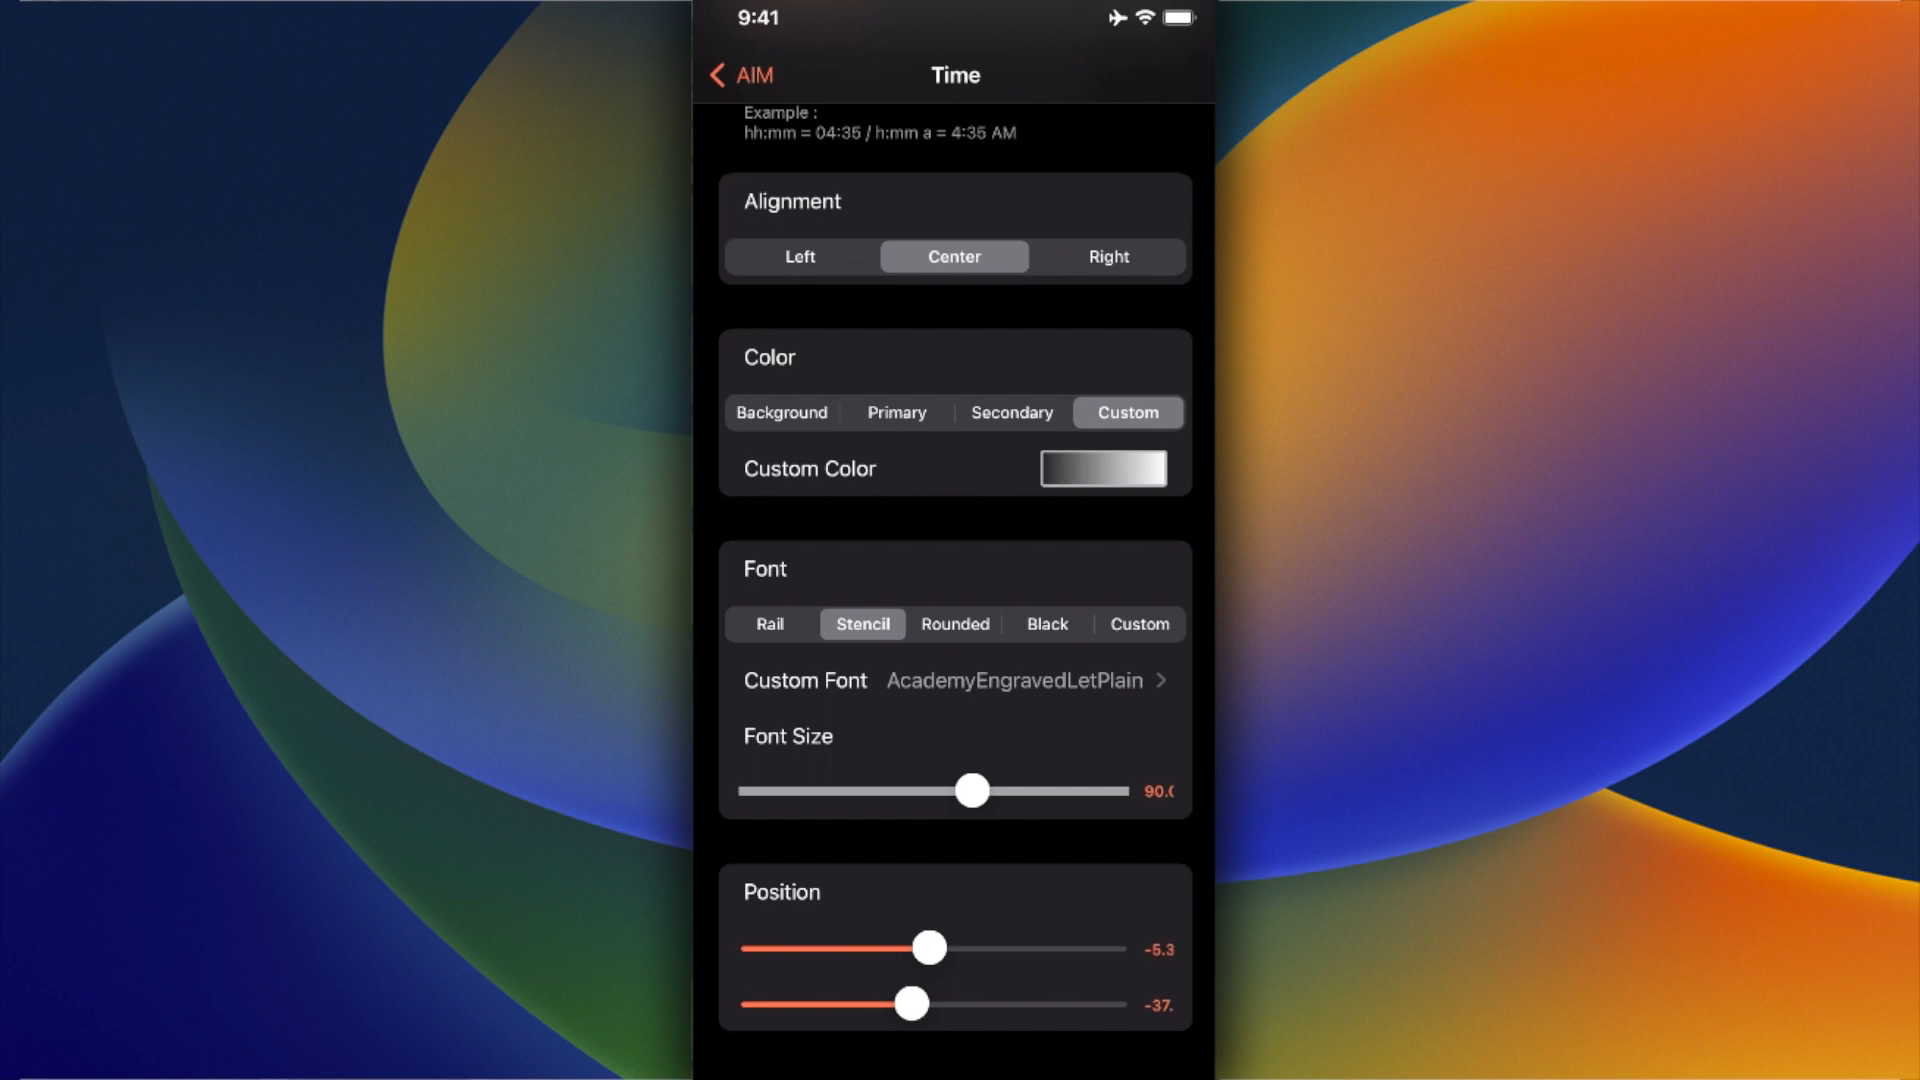 9:41
AIM
Time
Example :
hh:mm = 04:35 / h:mm a = 4:35 AM
Alignment
Left Center Right
Color
Background Primary Secondary Custom
Custom Color
Font
Rail Stencil Rounded Black Custom
Custom Font AcademyEngravedLetPlain
Font Size
90.
Position
-5.3
-37.